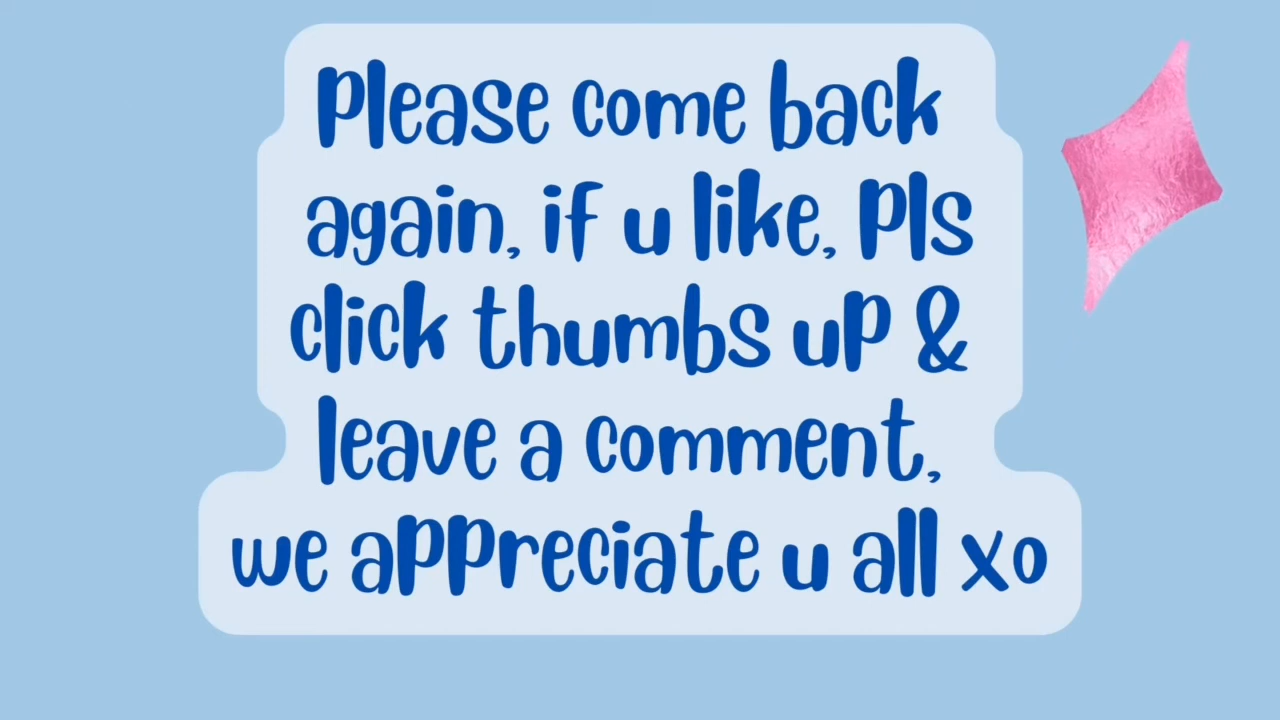 Please come back
again, if u like, pls
click thumbs up &
leave a comment,
we appreciate u all xo